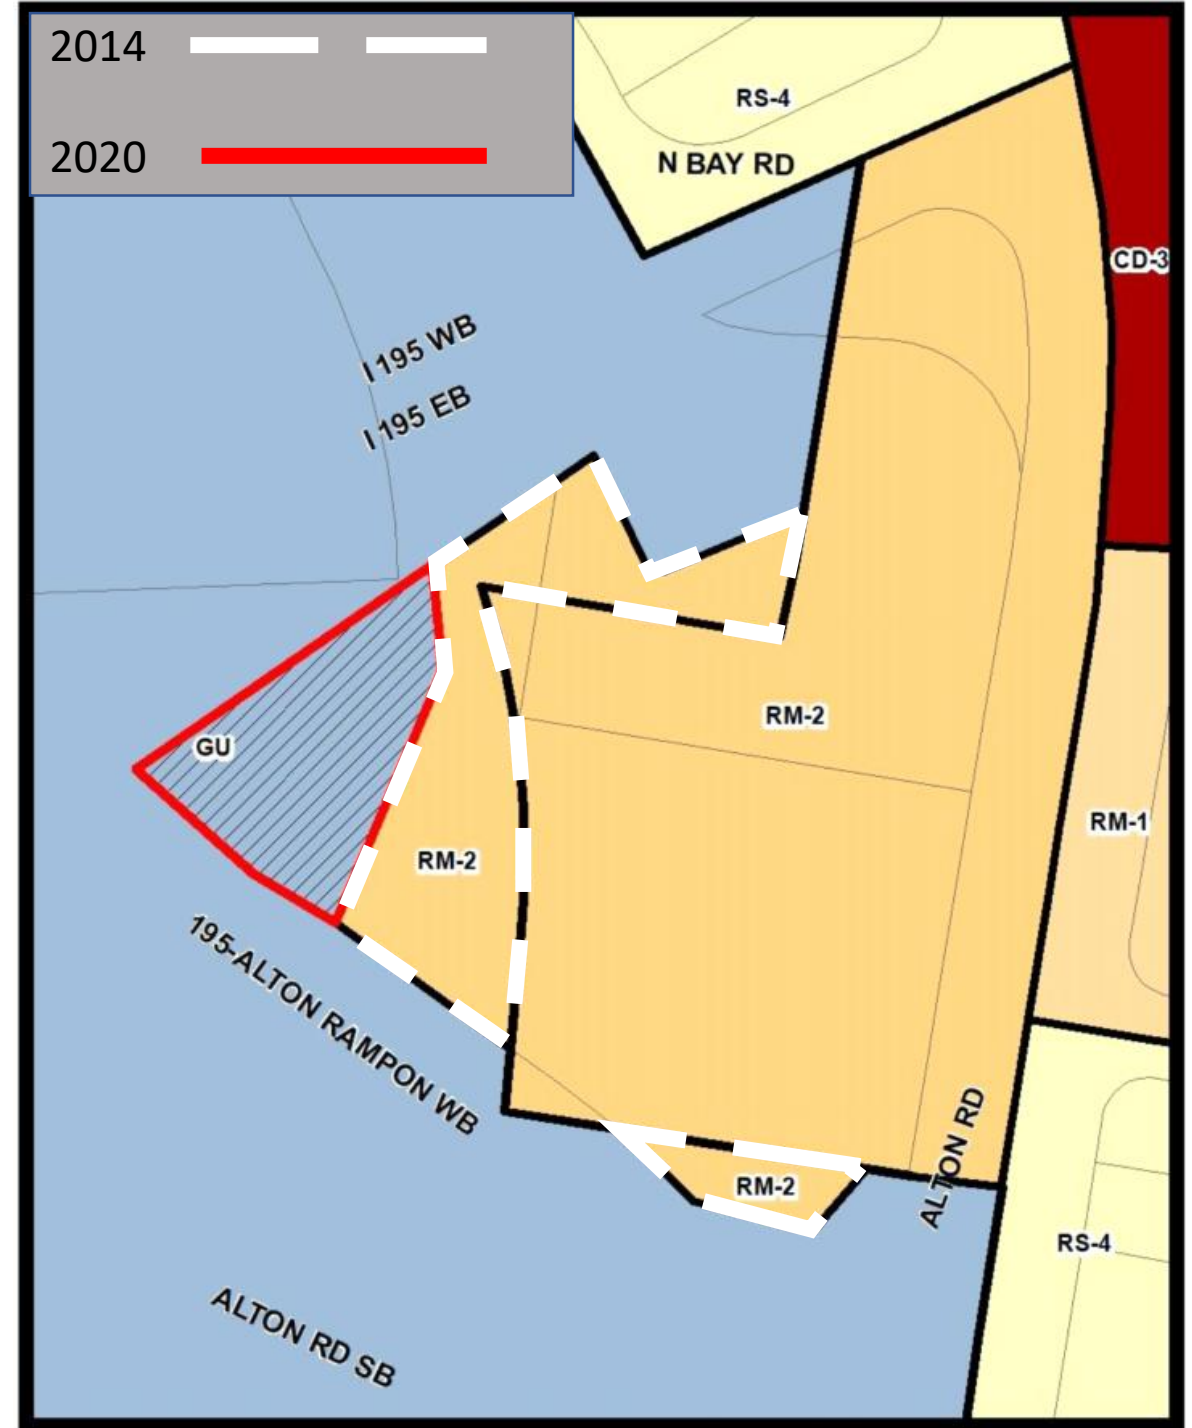 2014
2020
RS-4
N BAY RD
CD-3
I 195 WB
I 195 EB
RM-2
GU
RM-1
RM-2
195-ALTON RAMPON WB
ALTON RD
RM-2
RS-4
ALTON RD SB